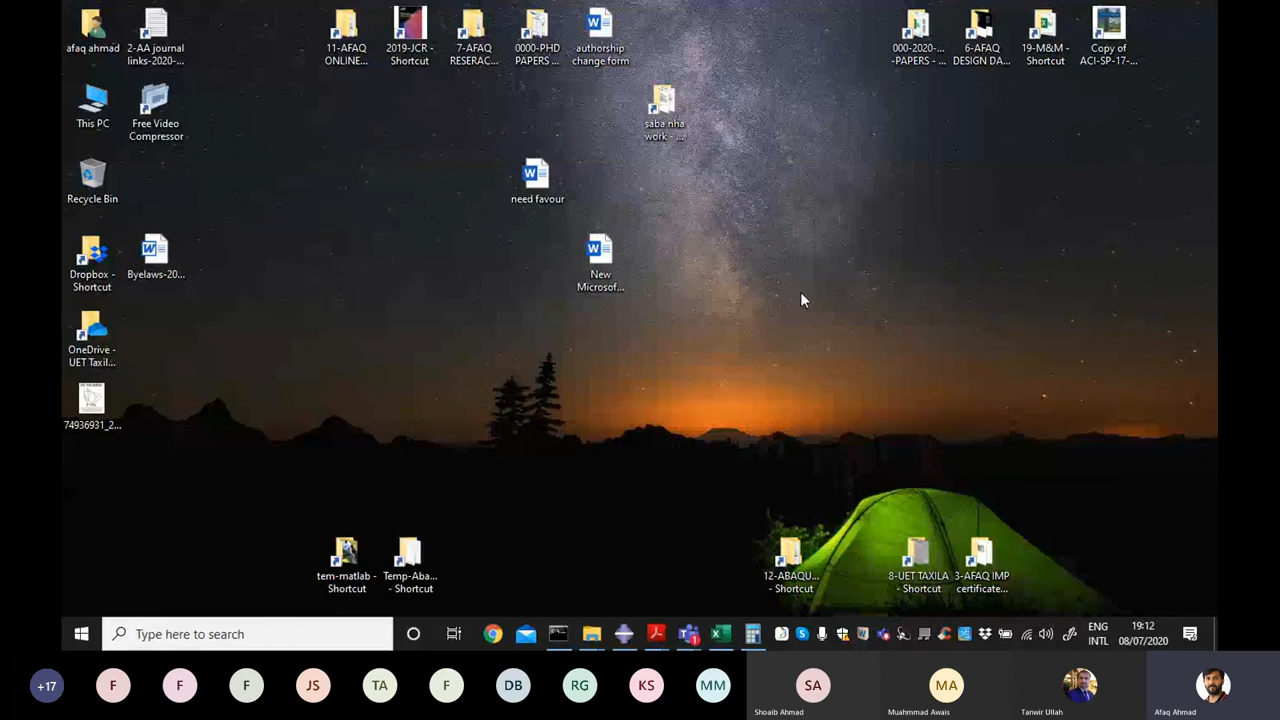 afaq ahmad
2-AA journal
links-2020-...
11-AFAQ
ONLINE...
2019-JCR -
Shortcut
7-AFAQ
RESERAC...
0000-PHD
PAPERS ...
authorship
change form
000-2020-...
-PAPERS - ...
6-AFAQ
DESIGN DA...
19-M&M -
Shortcut
Copy of
ACI-SP-17-...
This PC
Free Video
Compressor
saba nha
work - ...
Recycle Bin
need favour
Dropbox -
Shortcut
Byelaws-20...
New
Microsof...
OneDrive -
UET Taxil...
74936931_2...
tem-matlab -
Shortcut
Temp-Aba...
- Shortcut
12-ABAQU...
- Shortcut
8-UET TAXILA
- Shortcut
3-AFAQ IMP
certificate...
Type here to search
ENG
INTL
19:12
08/07/2020
+17
F
F
F
JS
TA
F
DB
RG
KS
MM
SA
Shoaib Ahmad
MA
Muahmmad Awais
Tanwir Ullah
Afaq Ahmad